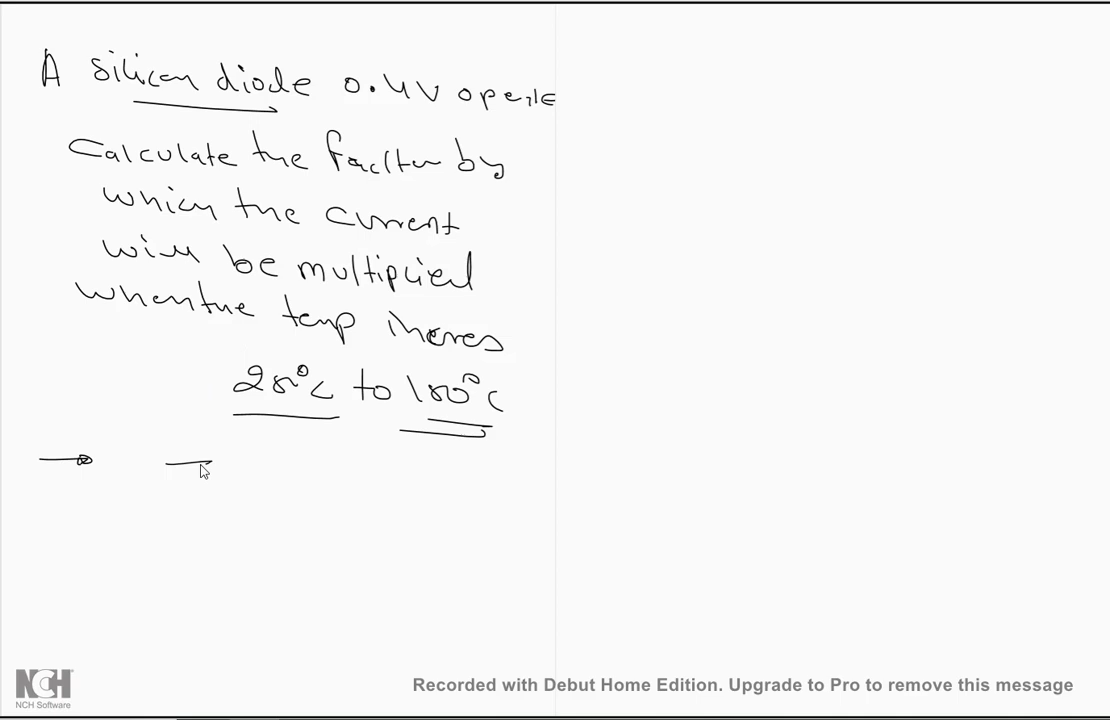 A silicon diode 0.4V operate
Calculate the factor by
which the current
will be multiplied
when the temp increas
25°C to 150°C
NCH
NCH Software
Recorded with Debut Home Edition. Upgrade to Pro to remove this message